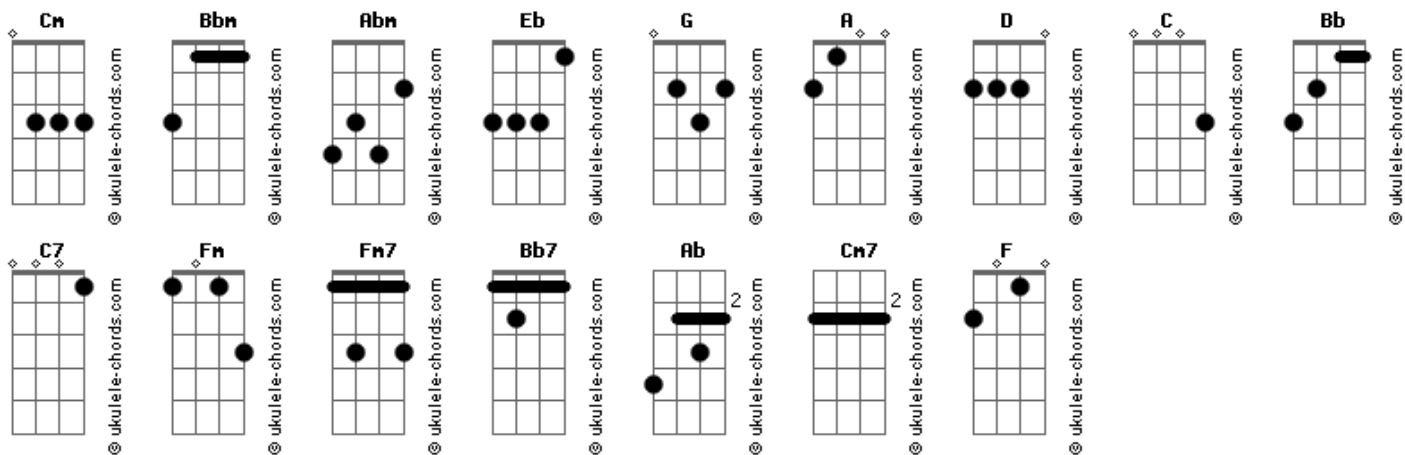 Cm Bbm Abm Eb G A D C Bb
© ukulele-chords.com © ukulele-chords.com © ukulele-chords.com © ukulele-chords.com © ukulele-chords.com © ukulele-chords.com © ukulele-chords.com © ukulele-chords.com © ukulele-chords.com
C7 Fm Fm7 Bb7 Ab Cm7 F
2 2
© ukulele-chords.com © ukulele-chords.com © ukulele-chords.com © ukulele-chords.com © ukulele-chords.com © ukulele-chords.com © ukulele-chords.com